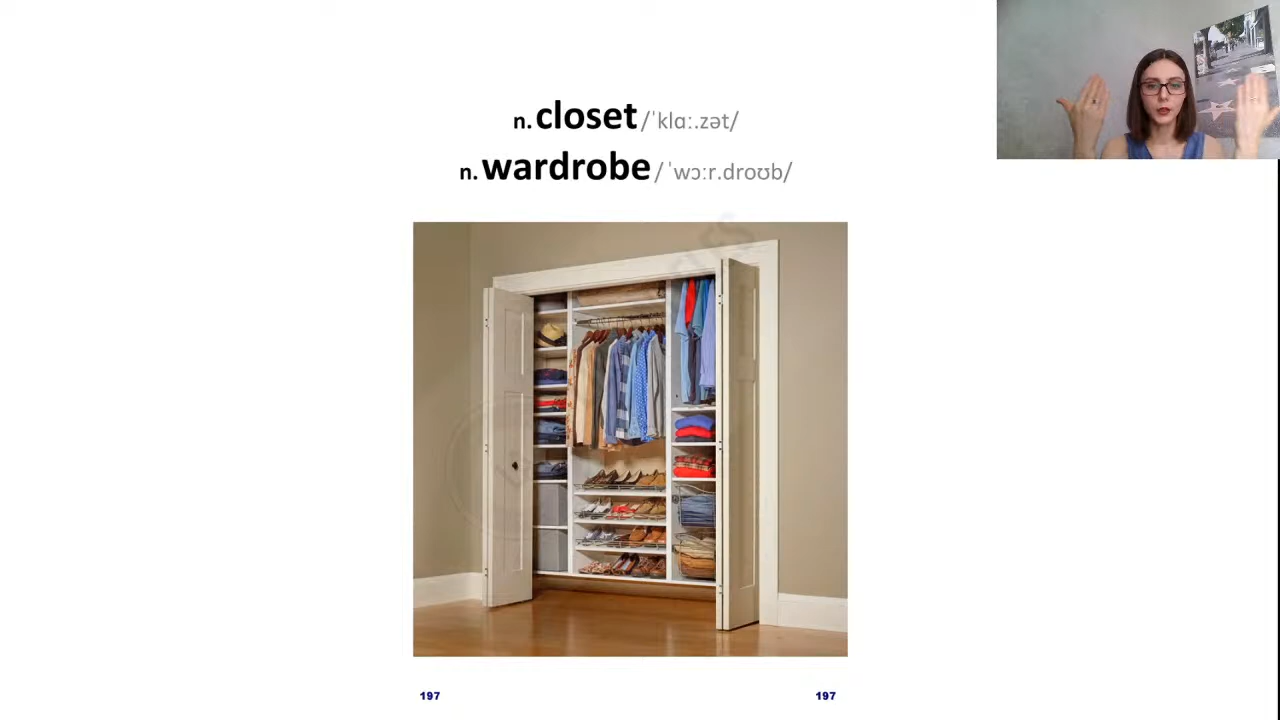 n. closet /ˈklɑː.zət/
n. wardrobe / ˈwɔːr.droʊb/
197 197